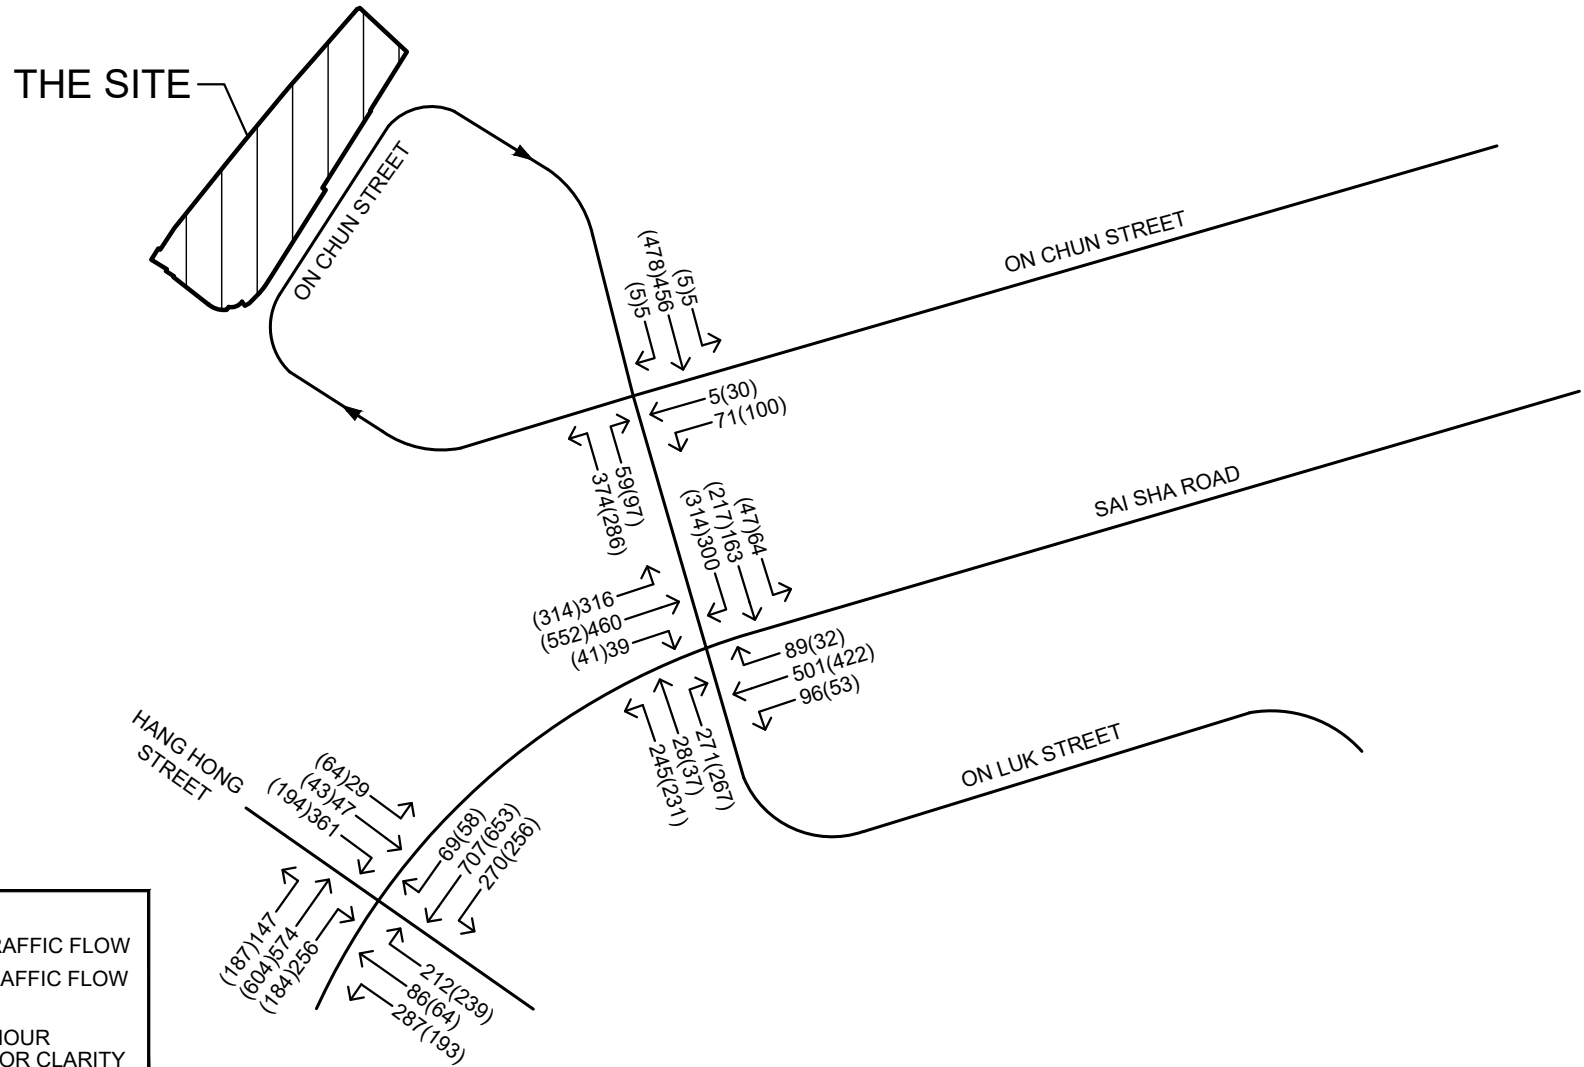 THE SITE
ON CHUN STREET
ON CHUN STREET
(5)5
(478)456
(5)5
5(30)
71(100)
59(97)
374(286)
SAI SHA ROAD
(314)300
(217)163
(47)64
(314)316
(552)460
(41)39
89(32)
501(422)
96(53)
271(267)
28(37)
245(231)
ON LUK STREET
HANG HONG
STREET
(64)29
(43)47
(194)361
69(58)
707(653)
270(256)
(187)147
(604)574
(184)256
212(239)
86(64)
287(193)
TRAFFIC FLOW
TRAFFIC FLOW
HOUR
FOR CLARITY